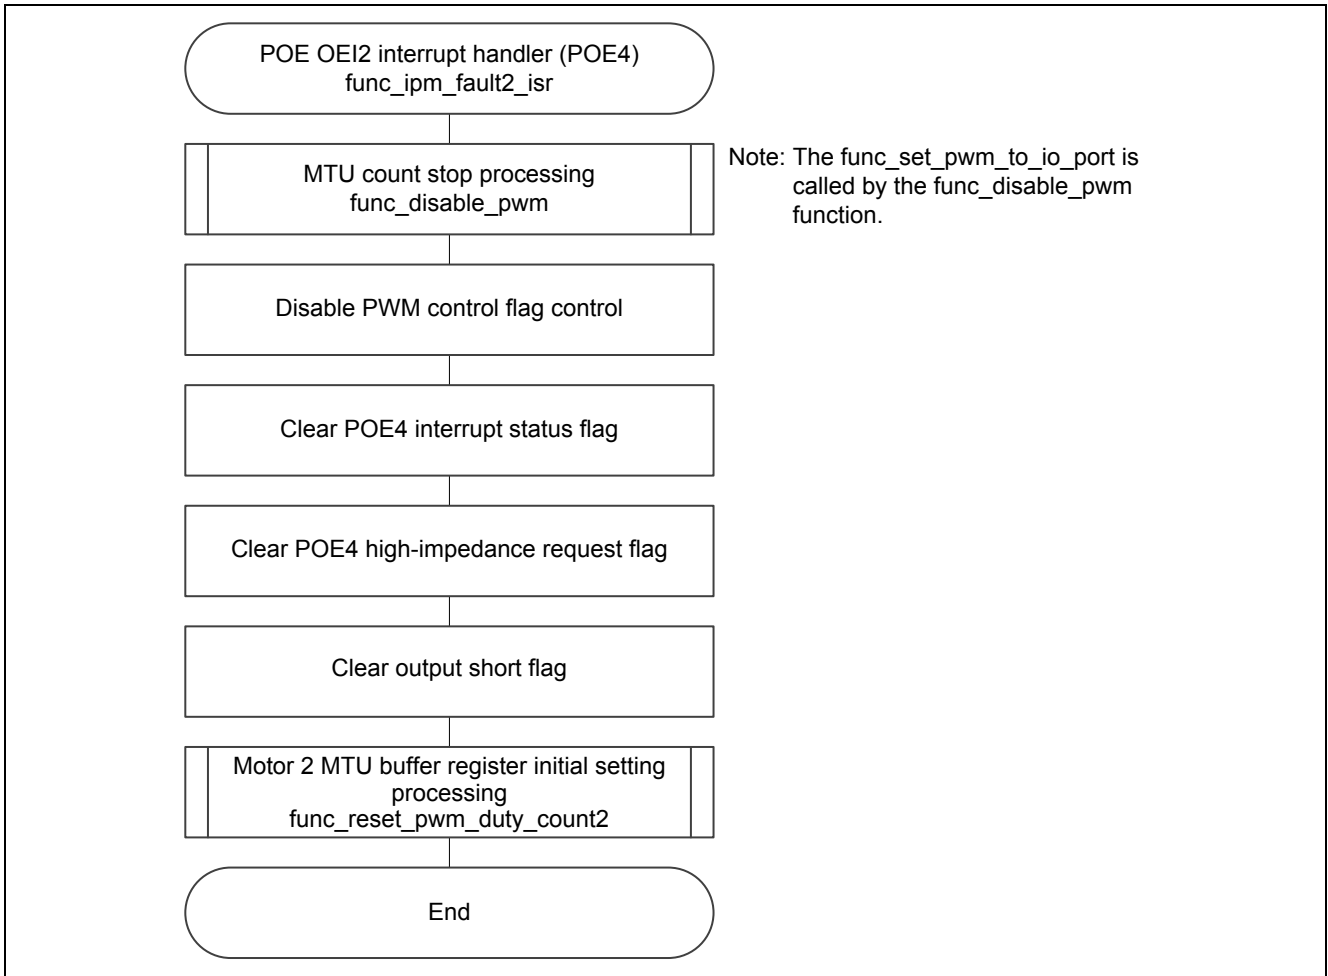 POE OEI2 interrupt handler (POE4)
func_ipm_fault2_isr
MTU count stop processing
func_disable_pwm
Note: The func_set_pwm_to_io_port is
called by the func_disable_pwm
function.
Disable PWM control flag control
Clear POE4 interrupt status flag
Clear POE4 high-impedance request flag
Clear output short flag
Motor 2 MTU buffer register initial setting
processing
func_reset_pwm_duty_count2
End